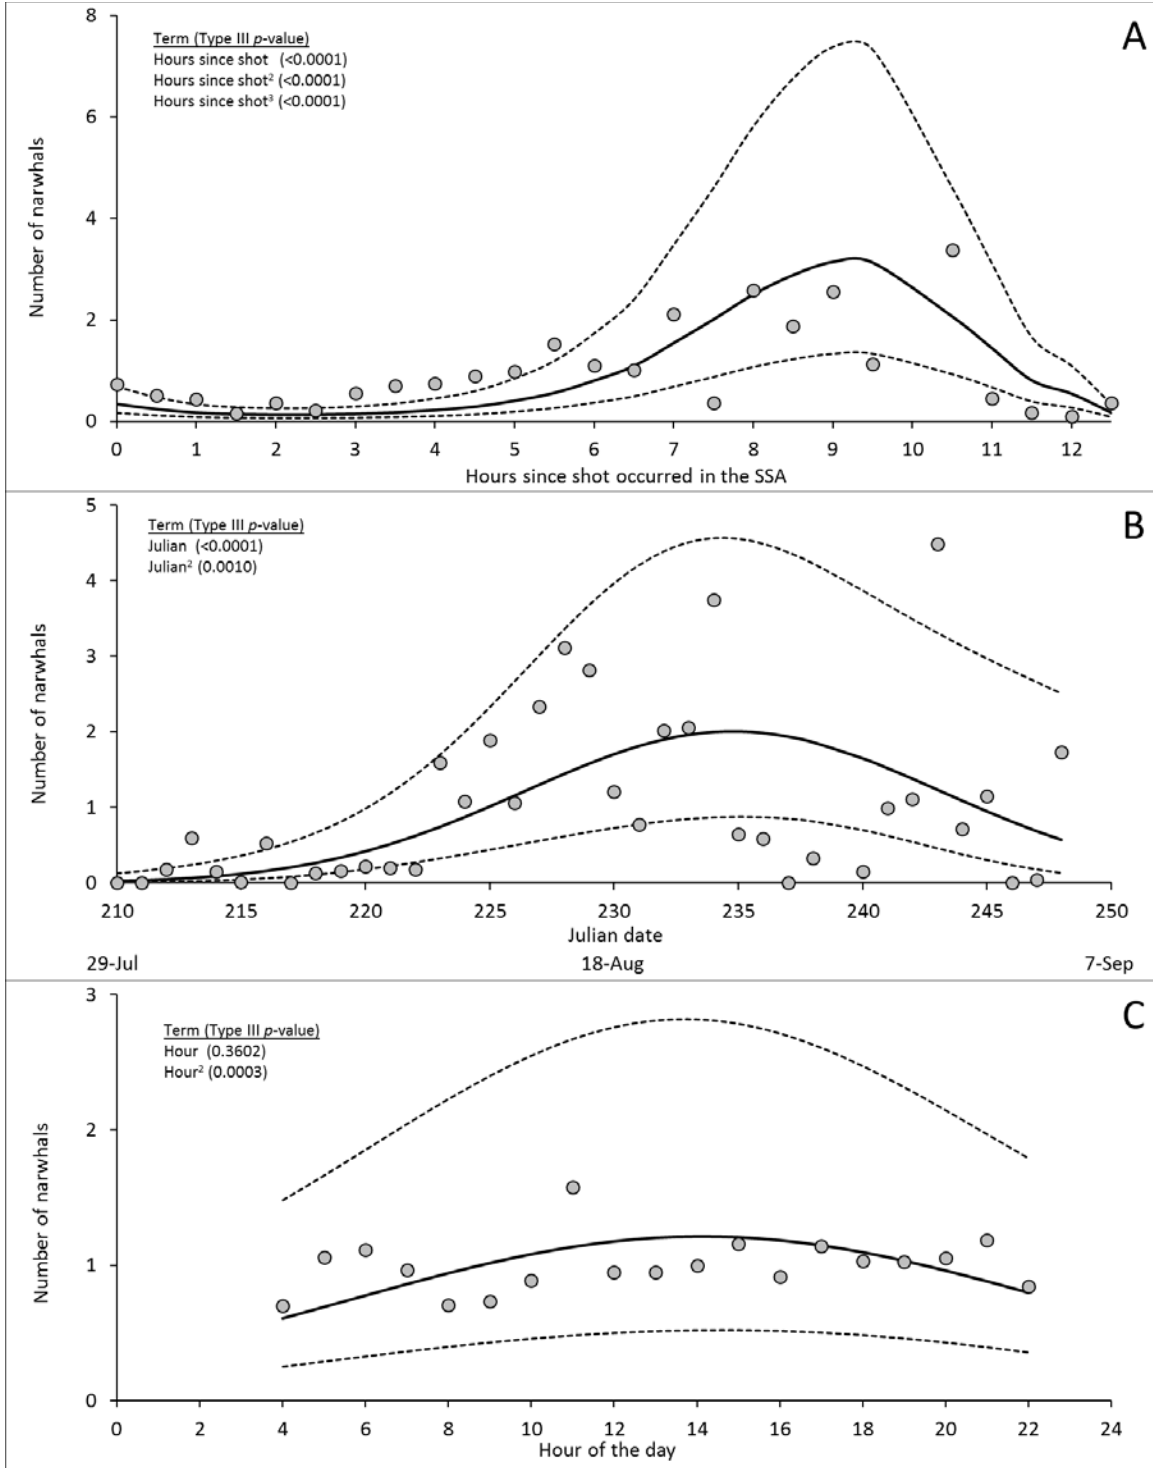 A
Term (Type III p-value)
Hours since shot (<0.0001)
Hours since shot² (<0.0001)
Hours since shot³ (<0.0001)
Number of narwhals
8
6
4
2
0
0 1 2 3 4 5 6 7 8 9 10 11 12
Hours since shot occurred in the SSA
B
Term (Type III p-value)
Julian (<0.0001)
Julian² (0.0010)
Number of narwhals
5
4
3
2
1
0
210 215 220 225 230 235 240 245 250
Julian date
29-Jul 18-Aug 7-Sep
C
Term (Type III p-value)
Hour (0.3602)
Hour² (0.0003)
Number of narwhals
3
2
1
0
0 2 4 6 8 10 12 14 16 18 20 22 24
Hour of the day